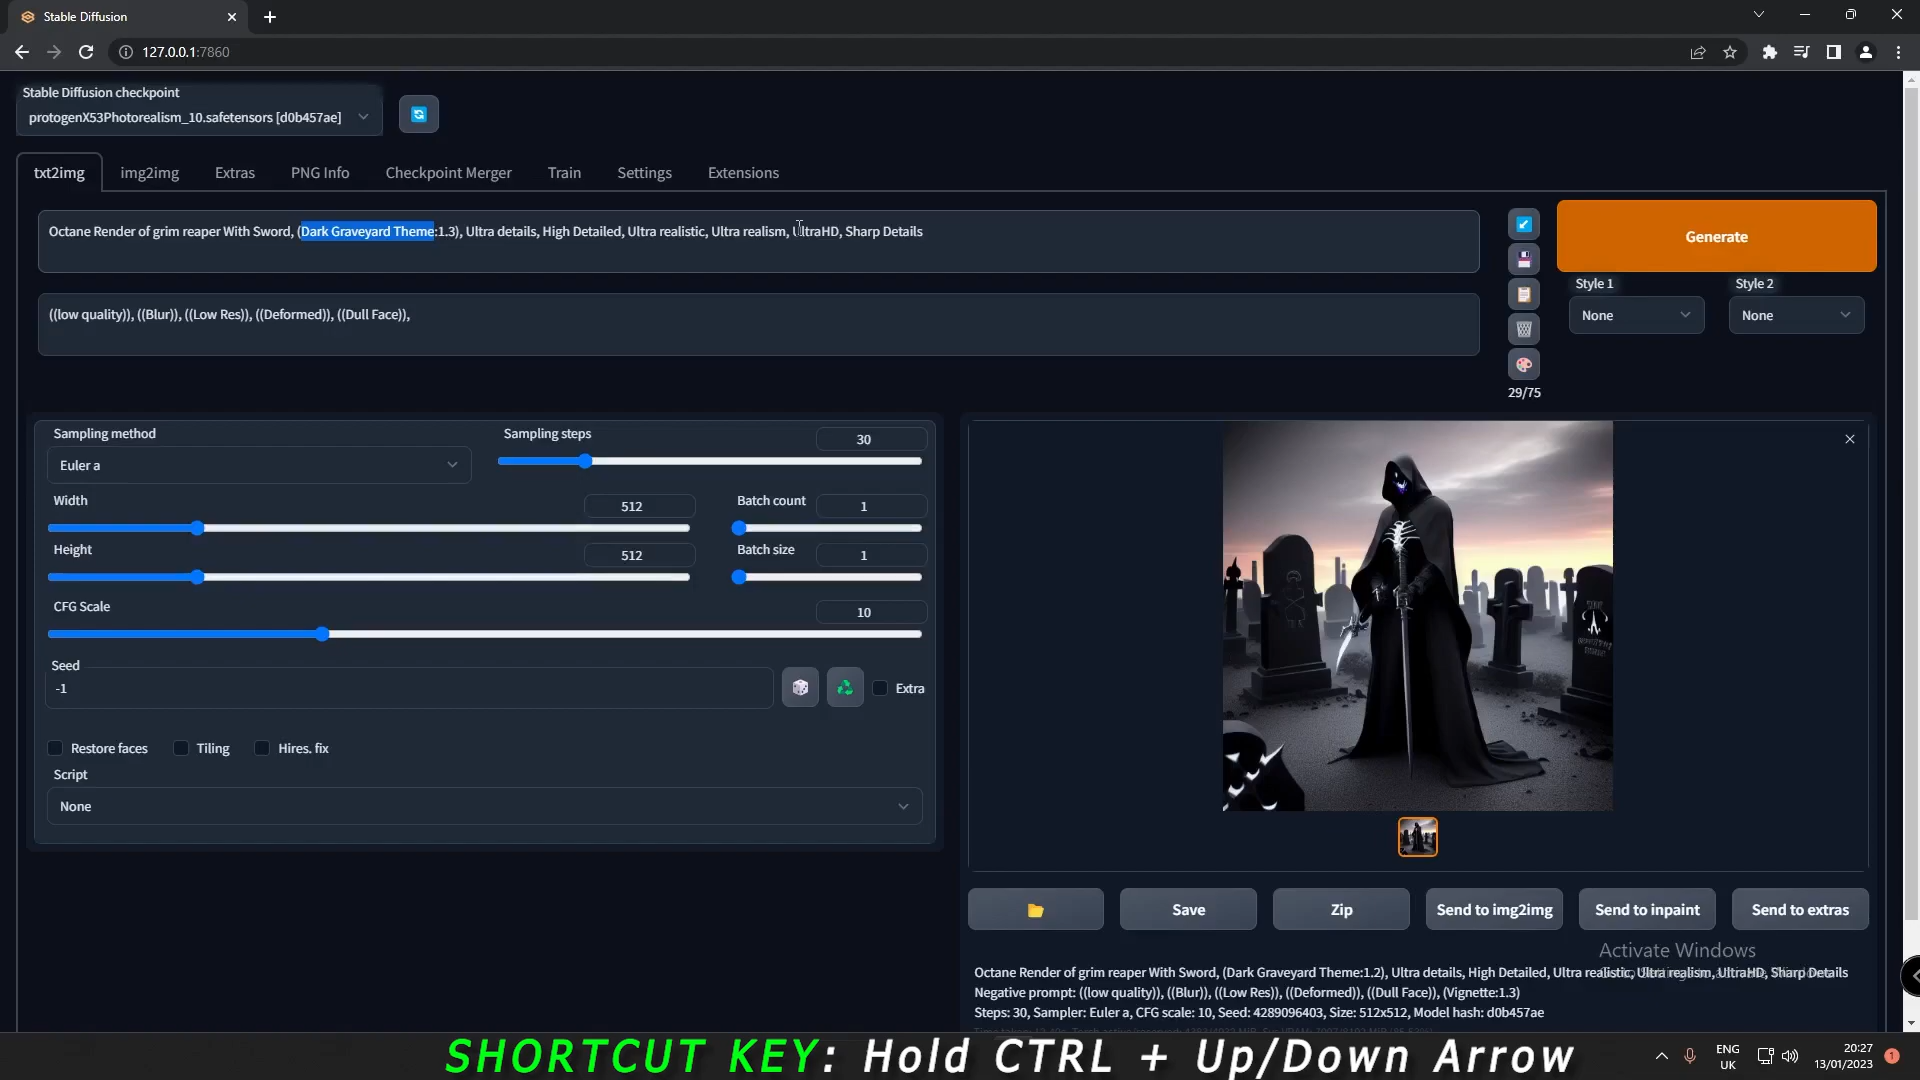 Stable Diffusion
127.0.0.1:7860
Stable Diffusion checkpoint
protogenX53Photorealism_10.safetensors [d0b457ae]
txt2img img2img Extras PNG Info Checkpoint Merger Train Settings Extensions
Octane Render of grim reaper With Sword, (Dark Graveyard Theme:1.3), Ultra details, High Detailed, Ultra realistic, Ultra realism, UltraHD, Sharp Details
Generate
((low quality)), ((Blur)), ((Low Res)), ((Deformed)), ((Dull Face)),
Style 1 Style 2
None None
29/75
Sampling method
Euler a
Sampling steps 30
Width 512
Batch count 1
Height 512
Batch size 1
CFG Scale 10
Seed
-1
Extra
Restore faces Tiling Hires. fix
Script
None
Save Zip Send to img2img Send to inpaint Send to extras
Activate Windows
Octane Render of grim reaper With Sword, (Dark Graveyard Theme:1.2), Ultra details, High Detailed, Ultra realistic, Ultra realism, UltraHD, Sharp Details
Negative prompt: ((low quality)), ((Blur)), ((Low Res)), ((Deformed)), ((Dull Face)), (Vignette:1.3)
Steps: 30, Sampler: Euler a, CFG scale: 10, Seed: 4289096403, Size: 512x512, Model hash: d0b457ae
SHORTCUT KEY: Hold CTRL + Up/Down Arrow
ENG
UK
20:27
13/01/2023
1